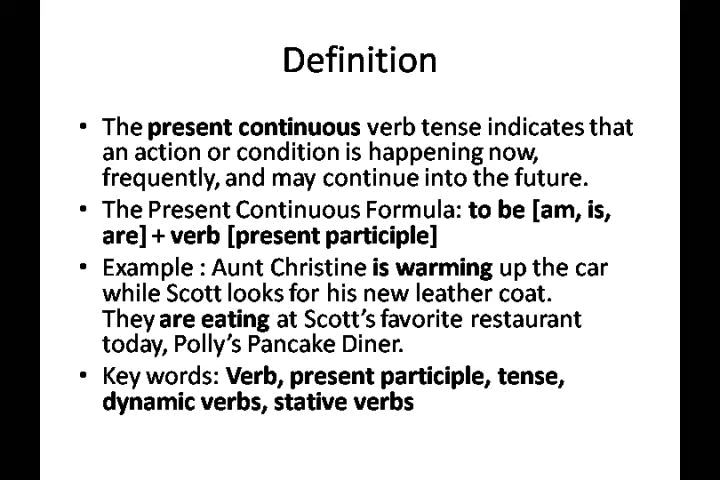 Definition
• The present continuous verb tense indicates that
an action or condition is happening now,
frequently, and may continue into the future.
• The Present Continuous Formula: to be [am, is,
are] + verb [present participle]
• Example : Aunt Christine is warming up the car
while Scott looks for his new leather coat.
They are eating at Scott's favorite restaurant
today, Polly's Pancake Diner.
• Key words: Verb, present participle, tense,
dynamic verbs, stative verbs